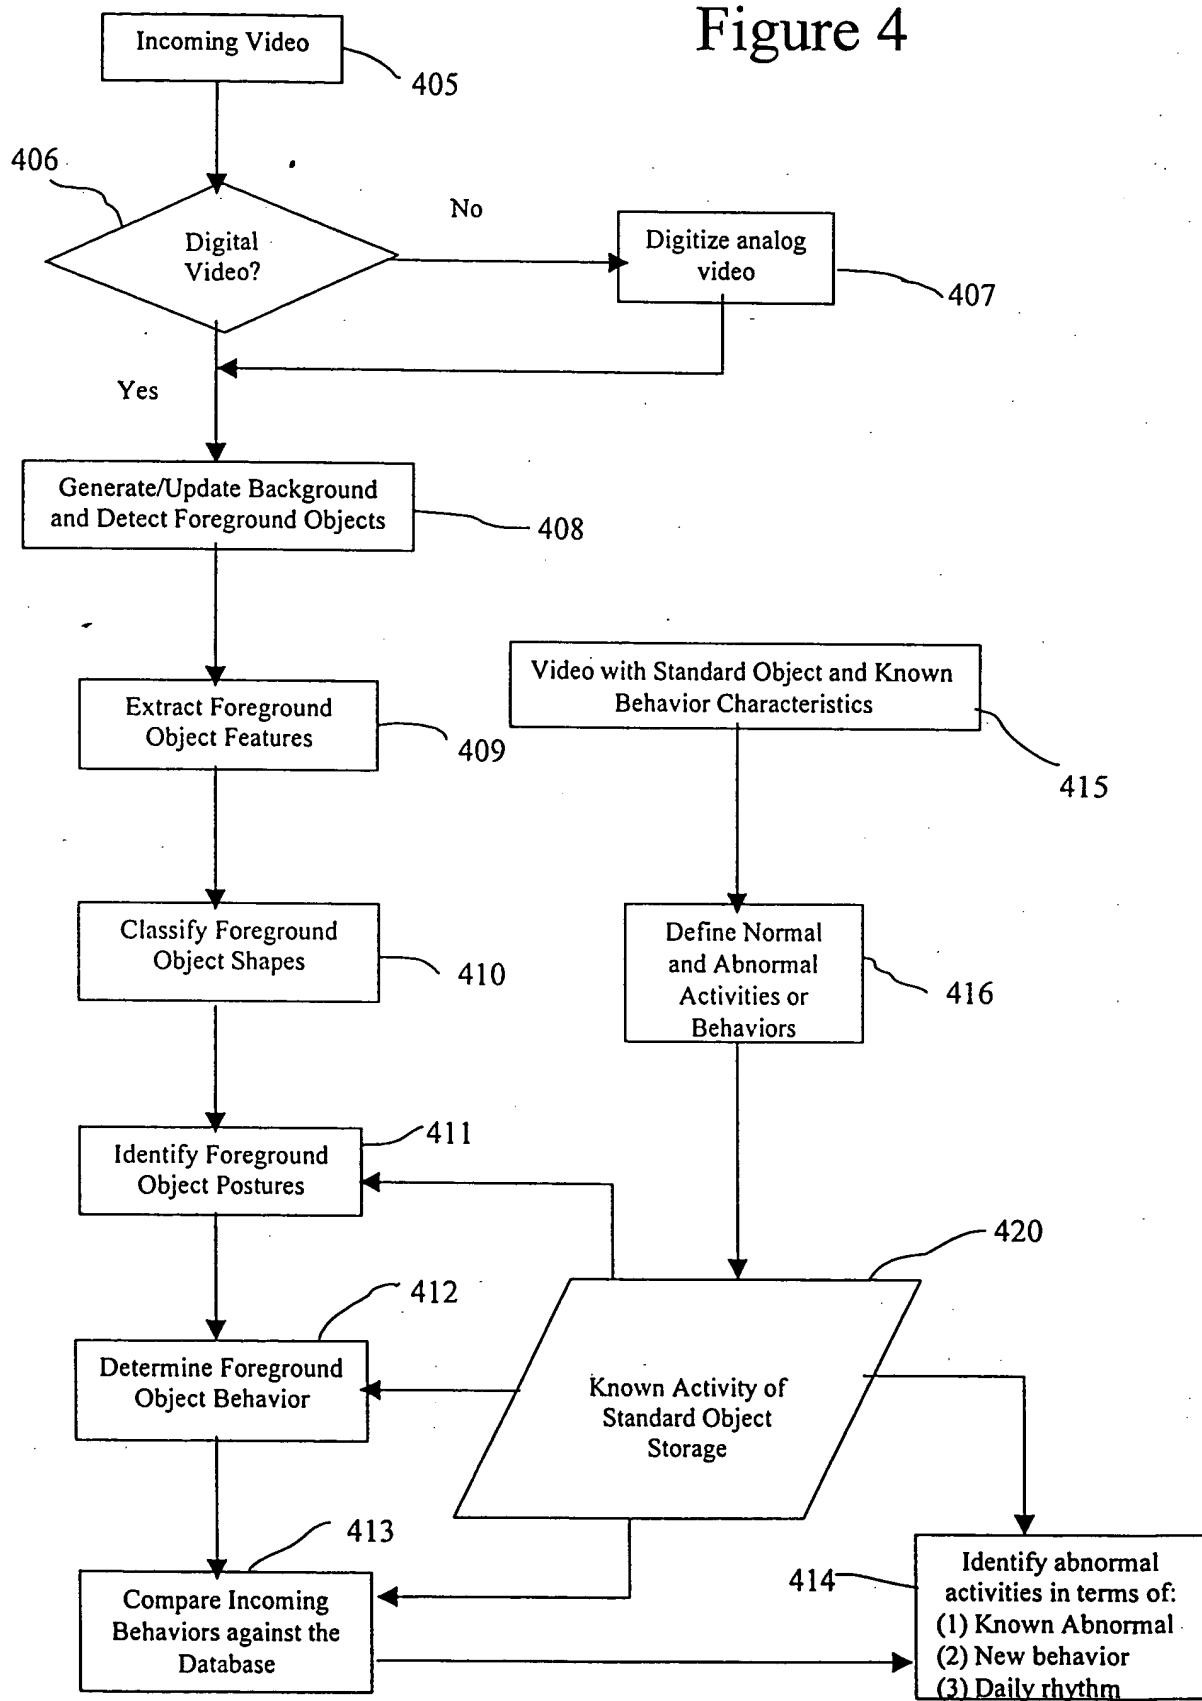 Figure 4
Incoming Video
405
406
Digital
Video?
No
Digitize analog
video
407
Yes
Generate/Update Background
and Detect Foreground Objects
408
Extract Foreground
Object Features
409
Video with Standard Object and Known
Behavior Characteristics
415
Classify Foreground
Object Shapes
410
Define Normal
and Abnormal
Activities or
Behaviors
416
Identify Foreground
Object Postures
411
420
412
Determine Foreground
Object Behavior
Known Activity of
Standard Object
Storage
413
Compare Incoming
Behaviors against the
Database
414
Identify abnormal
activities in terms of:
(1) Known Abnormal
(2) New behavior
(3) Daily rhythm